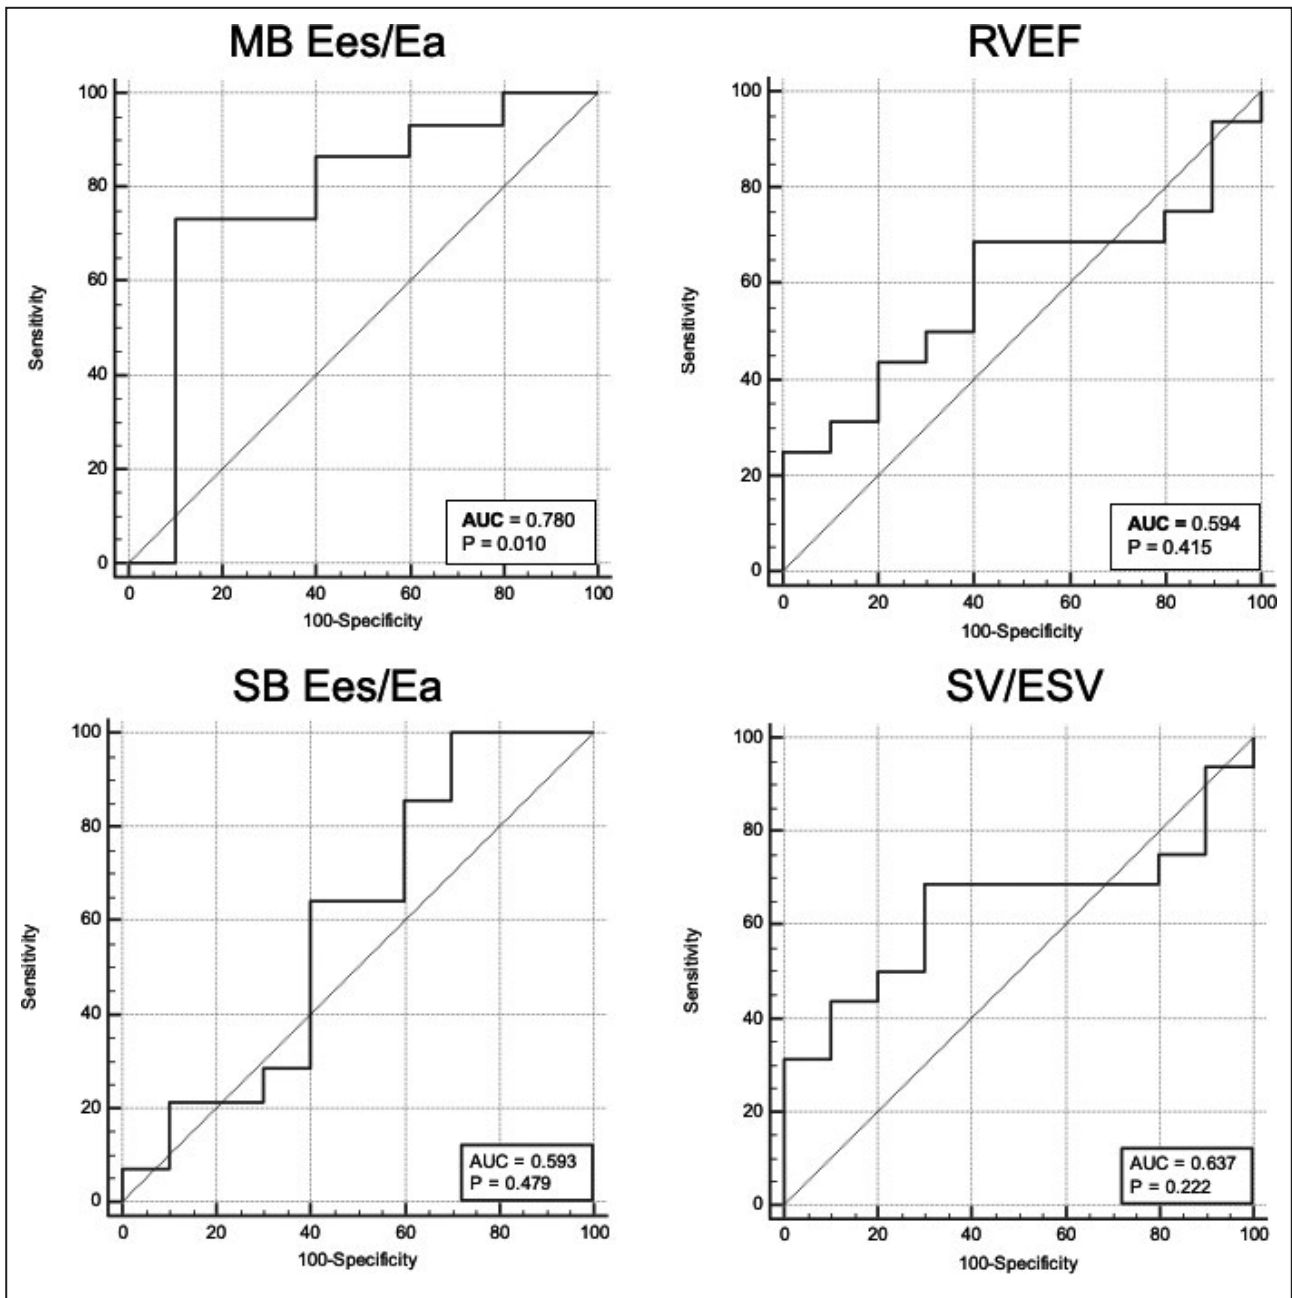 MB Ees/Ea
100
80
60
40
20
0
Sensitivity
AUC = 0.780
P = 0.010
0 20 40 60 80 100
100-Specificity
RVEF
100
80
60
40
20
0
Sensitivity
AUC = 0.594
P = 0.415
0 20 40 60 80 100
100-Specificity
SB Ees/Ea
100
80
60
40
20
0
Sensitivity
AUC = 0.593
P = 0.479
0 20 40 60 80 100
100-Specificity
SV/ESV
100
80
60
40
20
0
Sensitivity
AUC = 0.637
P = 0.222
0 20 40 60 80 100
100-Specificity